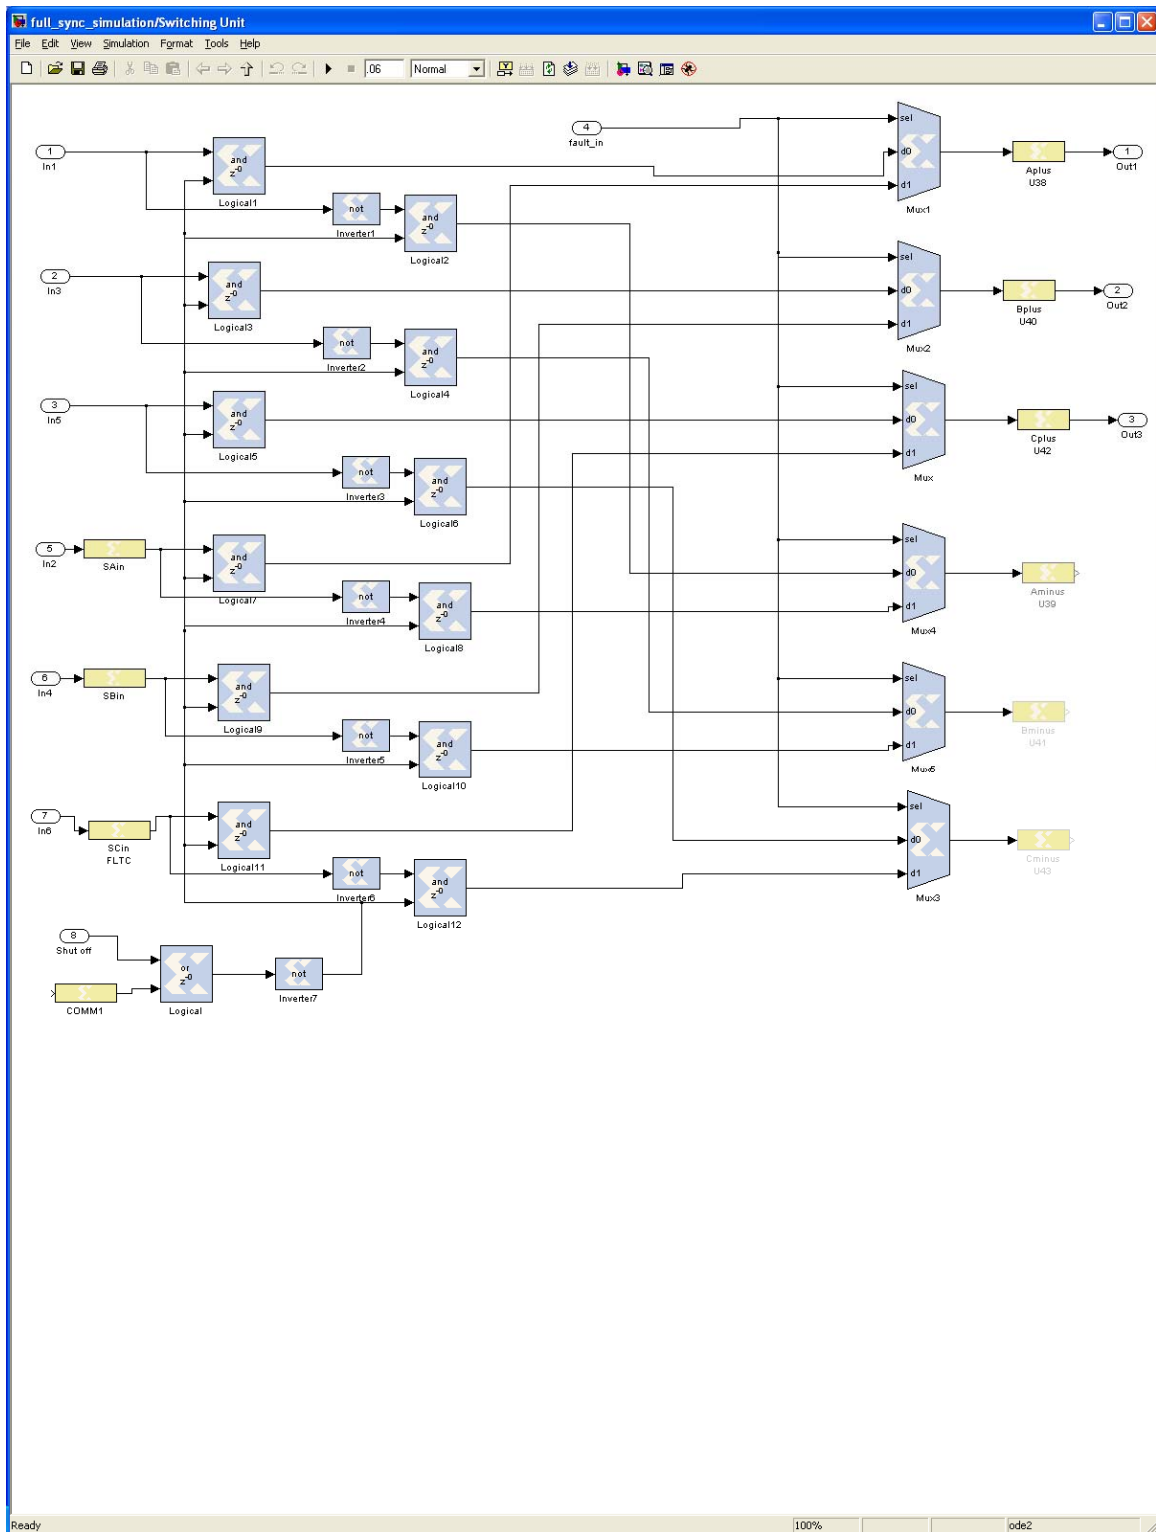 full_sync_simulation/Switching Unit
File Edit View Simulation Format Tools Help
.06 Normal
1
In1
and
z-0
Logical1
4
fault_in
sel
d0
d1
Mux1
Aplus
U38
1
Out1
not
Inverter1
and
z-0
Logical2
2
In3
and
z-0
Logical3
sel
d0
d1
Mux2
Bplus
U40
2
Out2
not
Inverter2
and
z-0
Logical4
3
In5
and
z-0
Logical5
sel
d0
d1
Mux
Cplus
U42
3
Out3
not
Inverter3
and
z-0
Logical6
5
In2
SAin
and
z-0
Logical7
sel
d0
d1
Mux4
Aminus
U39
not
Inverter4
and
z-0
Logical8
6
In4
SBin
and
z-0
Logical9
sel
d0
d1
Mux5
Bminus
U41
not
Inverter5
and
z-0
Logical10
7
In6
SCin
FLTC
and
z-0
Logical11
sel
d0
d1
Mux3
Cminus
U43
not
Inverter6
and
z-0
Logical12
8
Shut off
COMM1
or
z-0
Logical
not
Inverter7
Ready 100% ode2